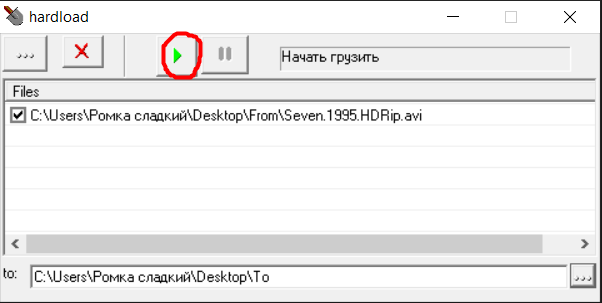 hardload
...
Начать грузить
Files
C:\Users\Ромка сладкий\Desktop\From\Seven.1995.HDRip.avi
to: C:\Users\Ромка сладкий\Desktop\To ...